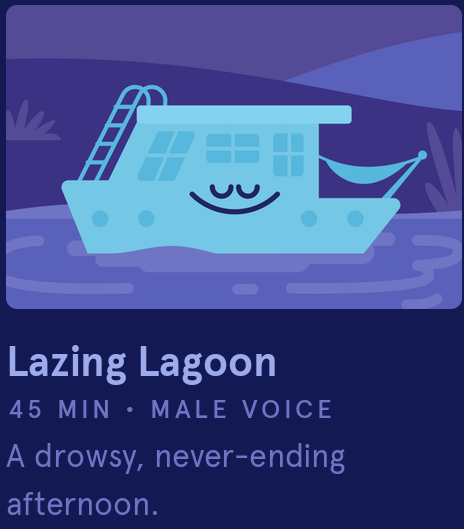 Lazing Lagoon
45 MIN • MALE VOICE
A drowsy, never-ending
afternoon.